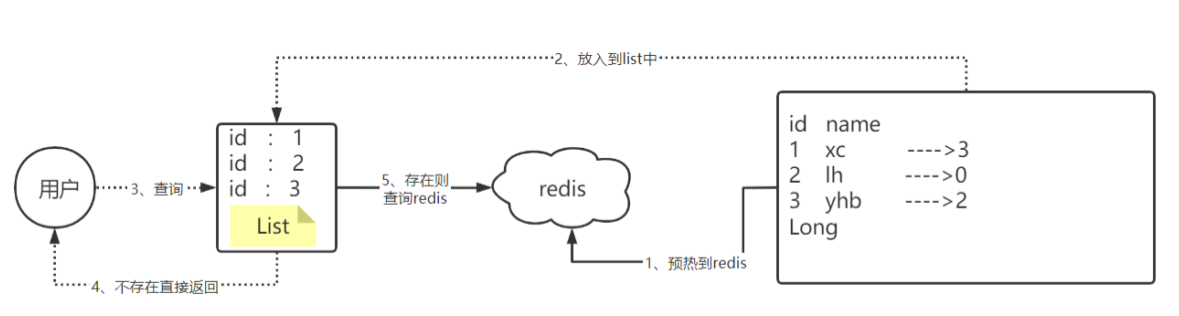 2、放入到list中
id : 1
id : 2
id : 3
List
用户
3、查询
4、不存在直接返回
5、存在则
查询redis
redis
1、预热到redis
id name
1 xc ---->3
2 lh ---->0
3 yhb ---->2
Long